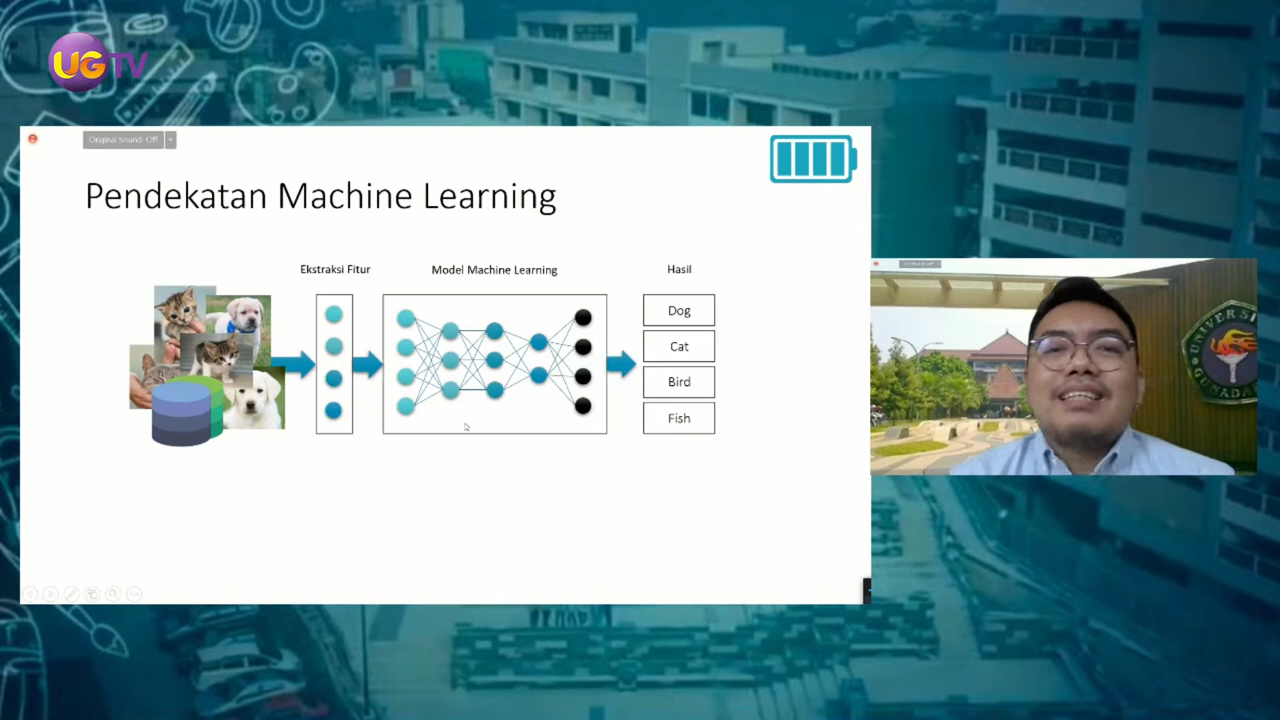 UGTV
Original Sound: Off
Pendekatan Machine Learning
Ekstraksi Fitur
Model Machine Learning
Hasil
Dog
Cat
Bird
Fish